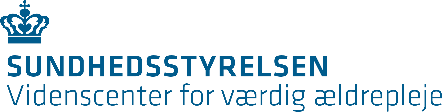 SUNDHEDSSTYRELSEN
Videnscenter for værdig ældrepleje